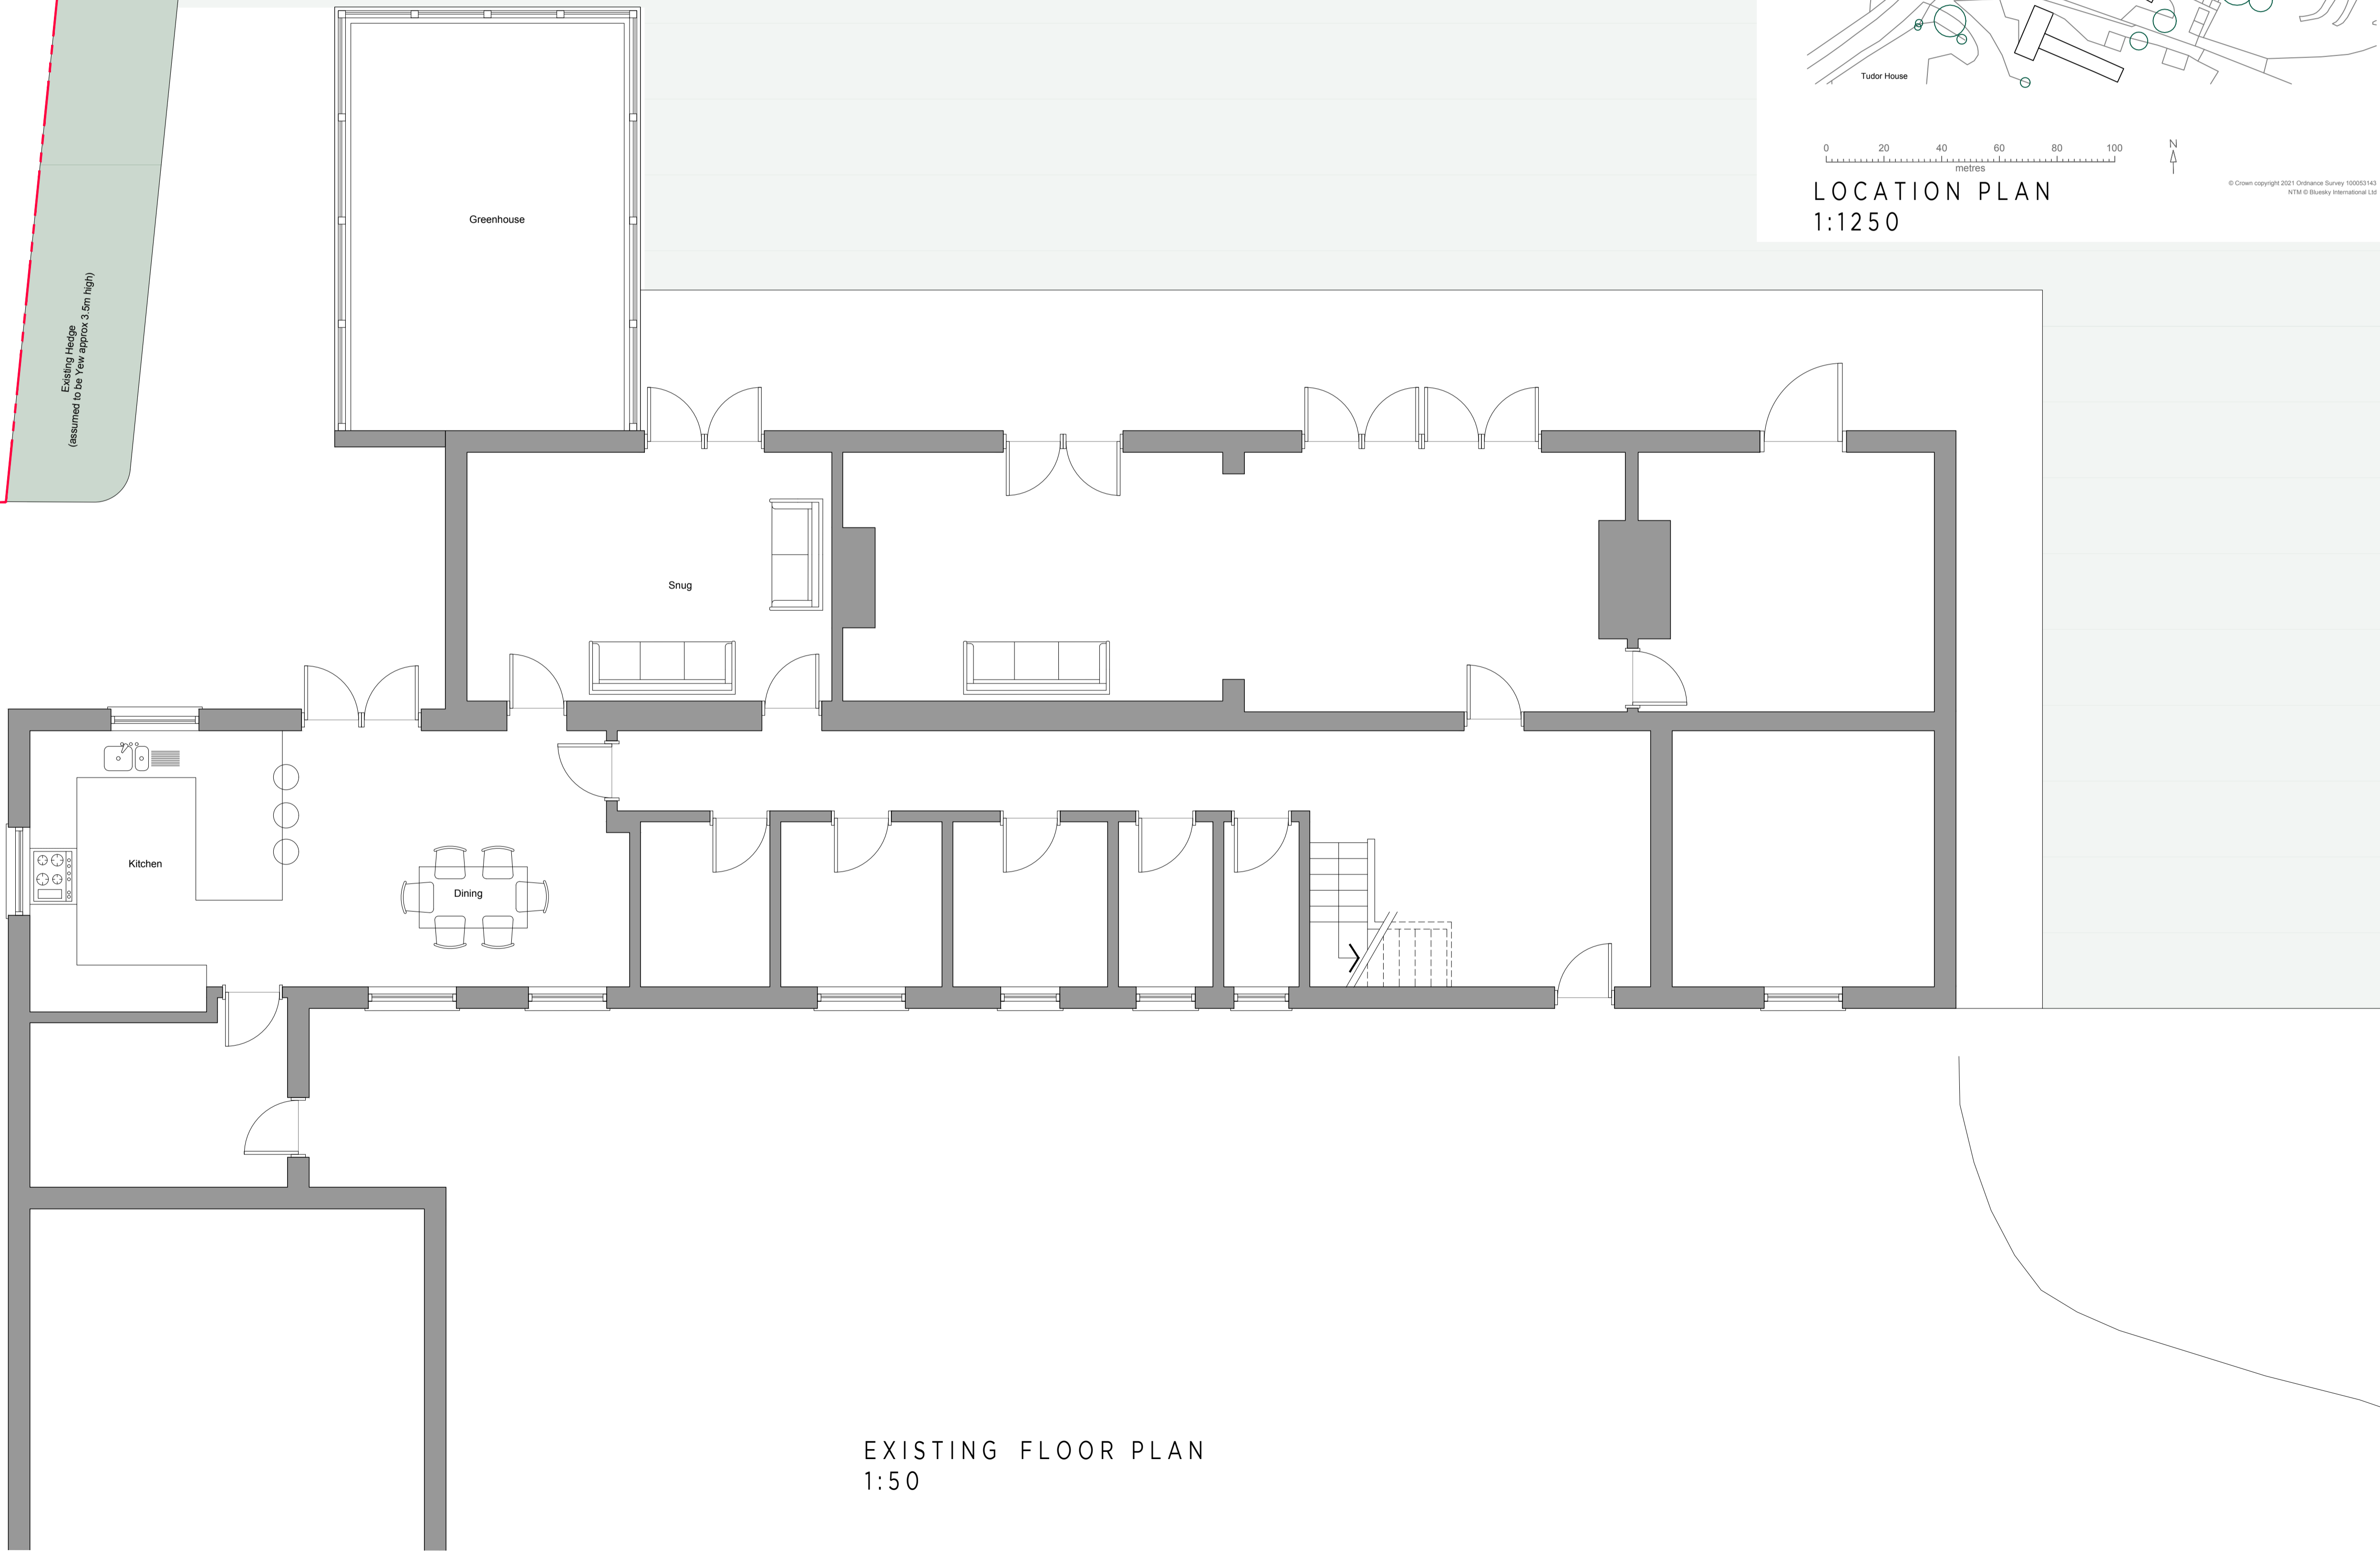 Tudor House
0 20 40 60 80 100
metres
N
LOCATION PLAN
1:1250
© Crown copyright 2021 Ordnance Survey 100053143
NTM © Bluesky International Ltd
Greenhouse
Existing Hedge
(assumed to be Yew approx 3.5m high)
Snug
Kitchen
Dining
EXISTING FLOOR PLAN
1:50